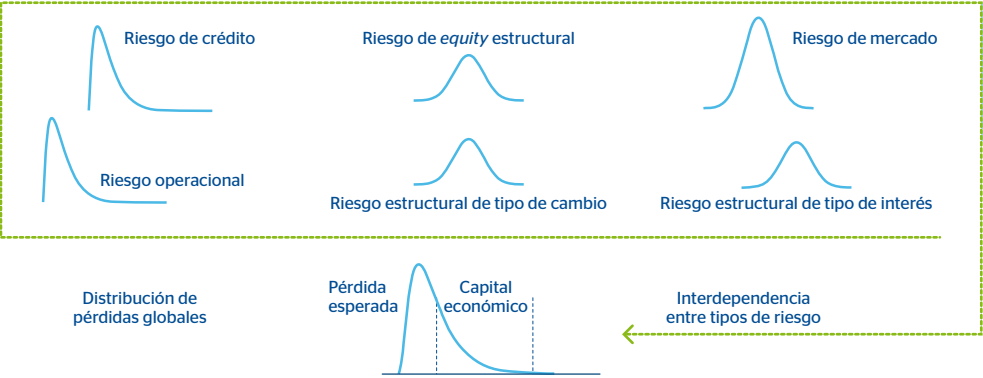 Riesgo de crédito
Riesgo de equity estructural
Riesgo de mercado
Riesgo operacional
Riesgo estructural de tipo de cambio
Riesgo estructural de tipo de interés
Distribución de
pérdidas globales
Pérdida
esperada
Capital
económico
Interdependencia
entre tipos de riesgo